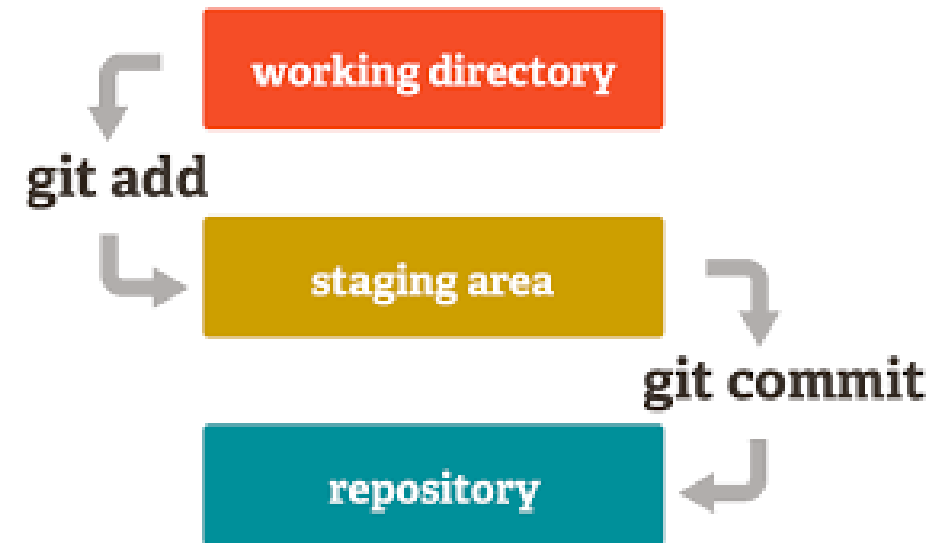 working directory
git add
staging area
git commit
repository